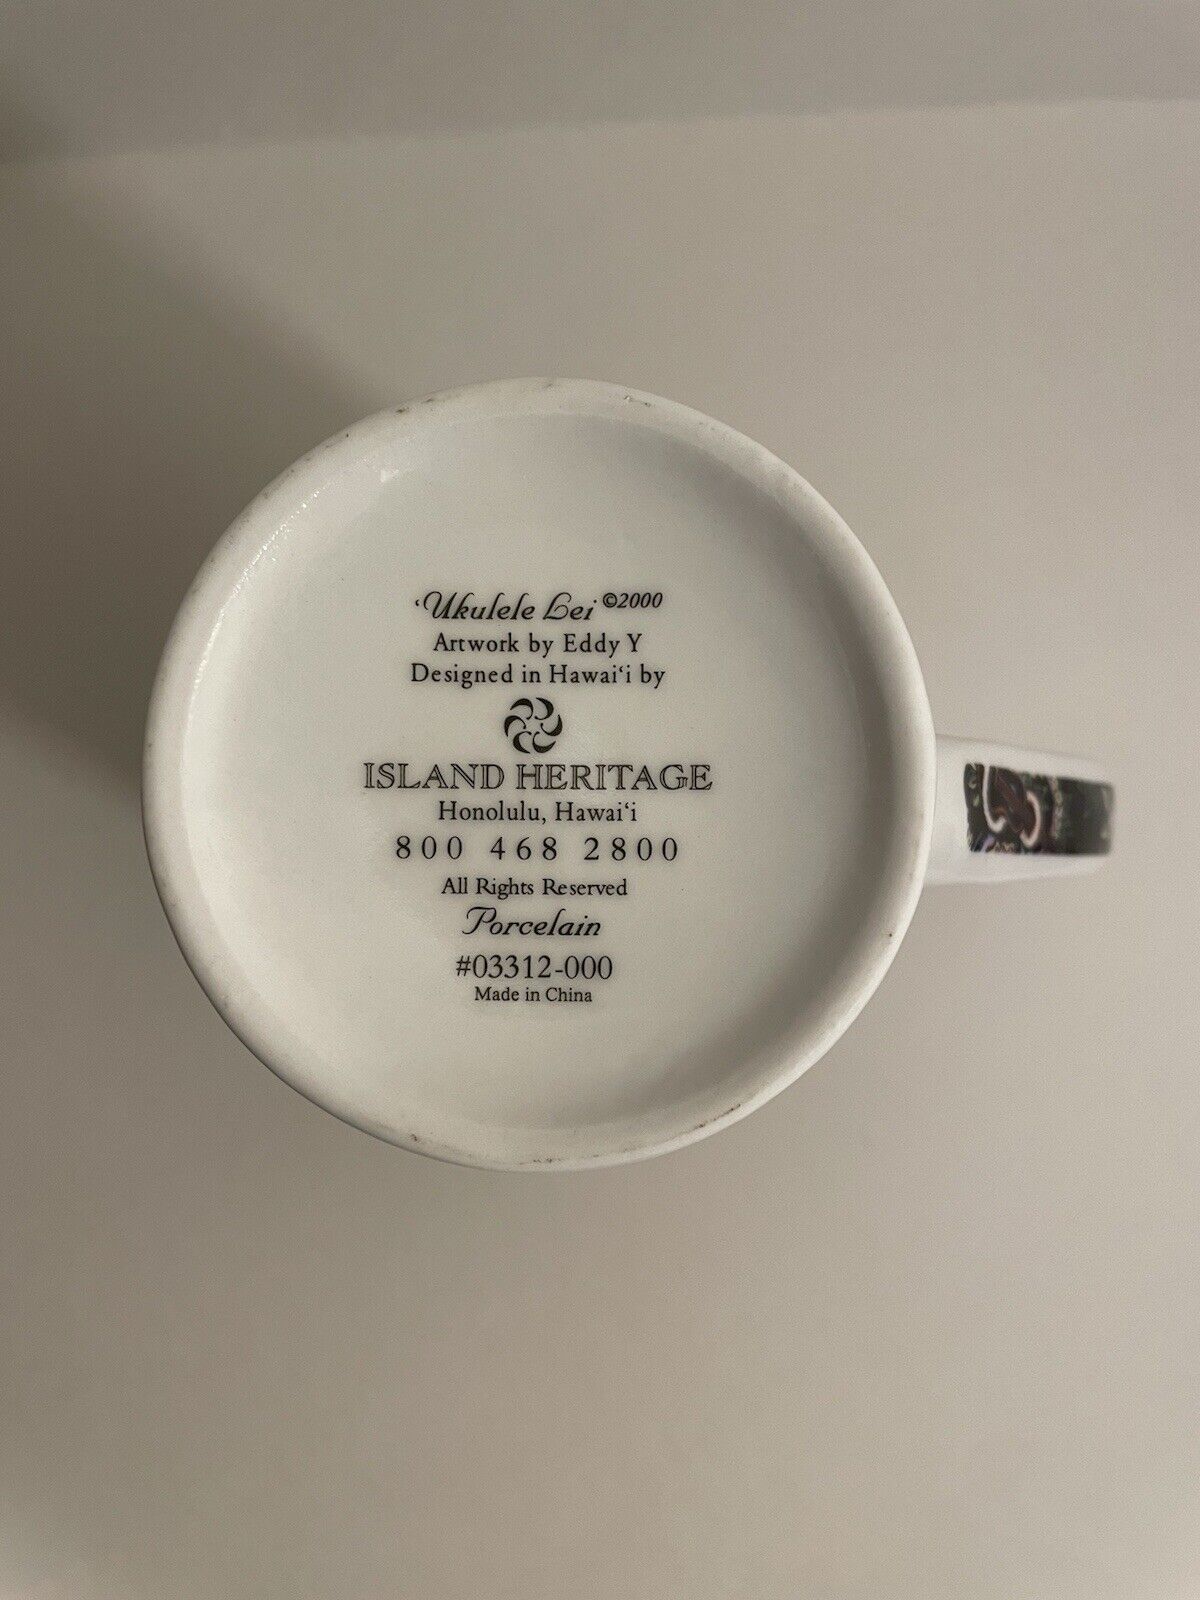 ‘Ukulele Lei ©2000
Artwork by Eddy Y
Designed in Hawai‘i by
ISLAND HERITAGE
Honolulu, Hawai‘i
800 468 2800
All Rights Reserved
Porcelain
#03312-000
Made in China